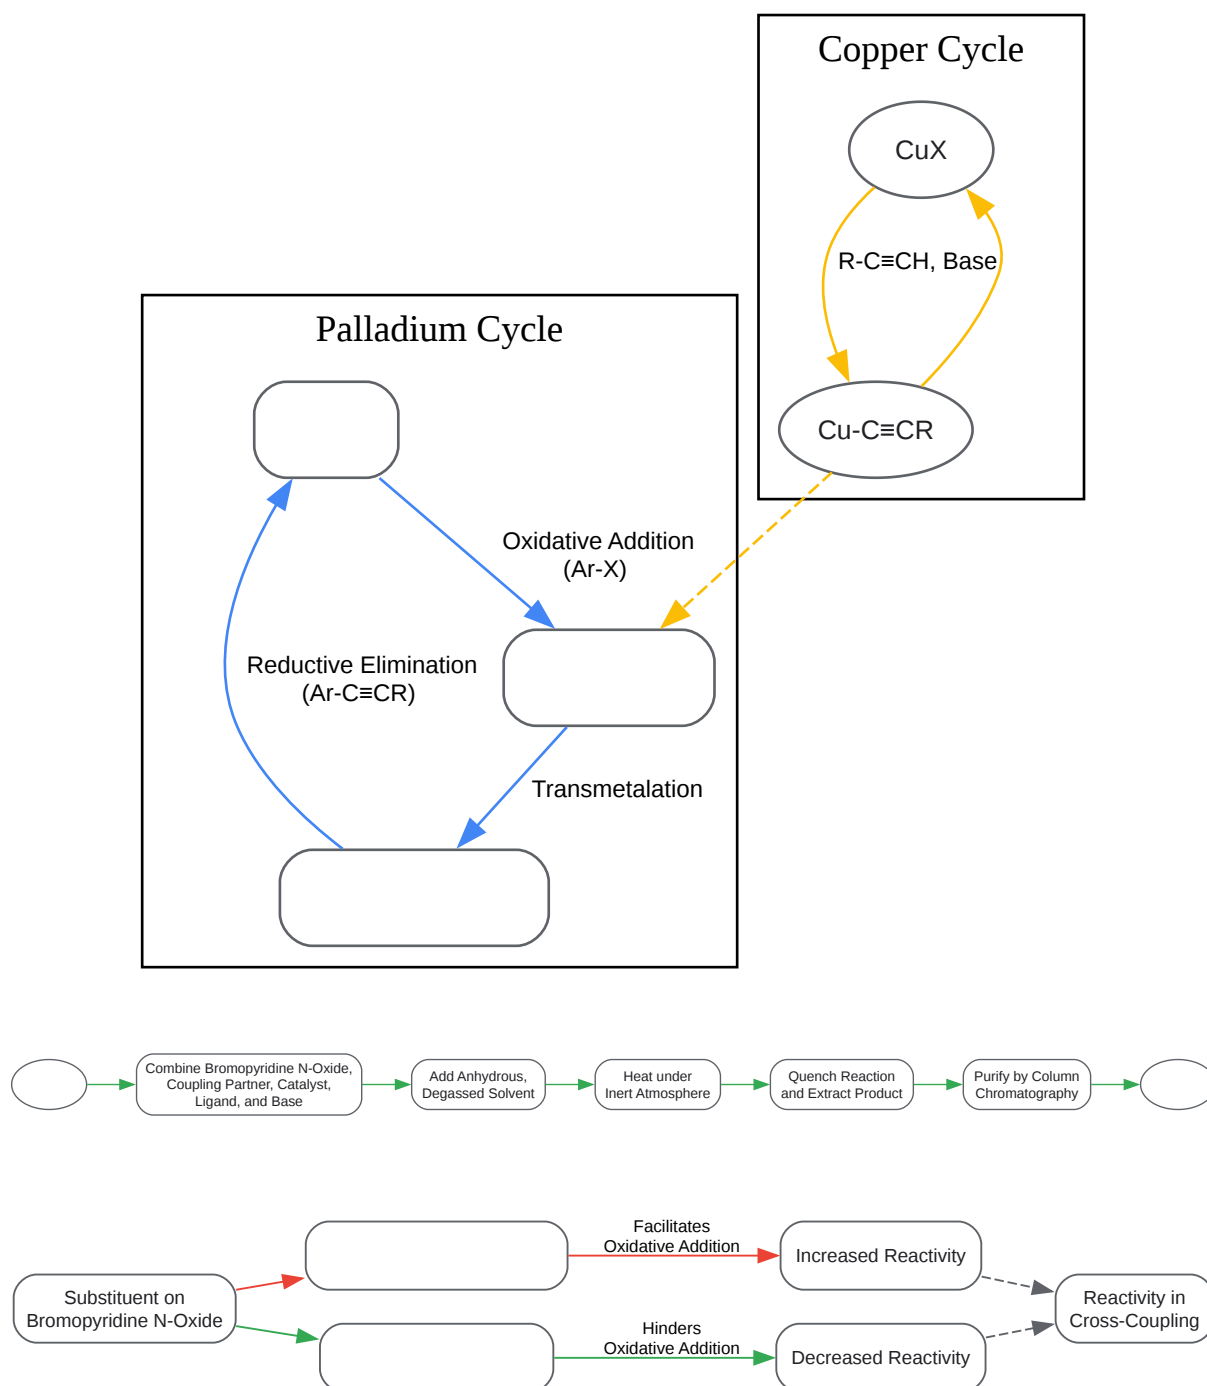 Copper Cycle
CuX
R-C≡CH, Base
Cu-C≡CR
Palladium Cycle
Oxidative Addition
(Ar-X)
Reductive Elimination
(Ar-C≡CR)
Transmetalation
Combine Bromopyridine N-Oxide,
Coupling Partner, Catalyst,
Ligand, and Base
Add Anhydrous,
Degassed Solvent
Heat under
Inert Atmosphere
Quench Reaction
and Extract Product
Purify by Column
Chromatography
Substituent on
Bromopyridine N-Oxide
Facilitates
Oxidative Addition
Increased Reactivity
Hinders
Oxidative Addition
Decreased Reactivity
Reactivity in
Cross-Coupling